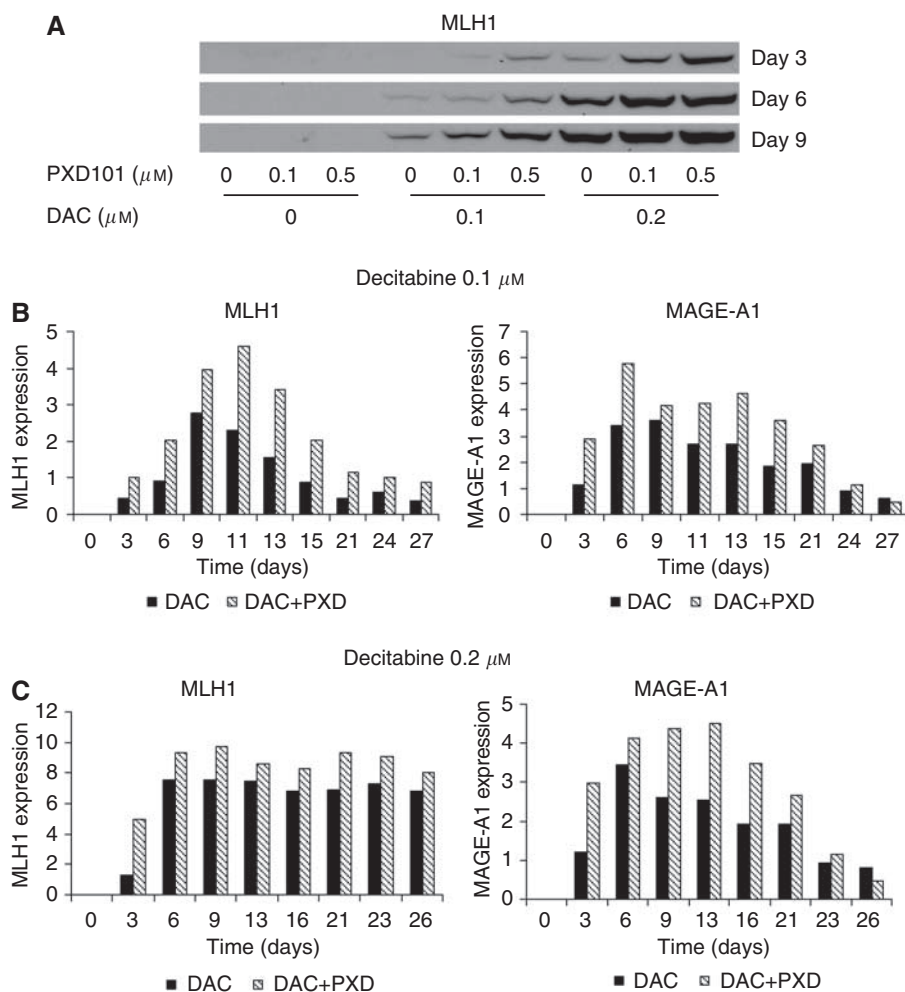 A
MLH1
Day 3
Day 6
Day 9
PXD101 (μM) 0 0.1 0.5 0 0.1 0.5 0 0.1 0.5
DAC (μM) 0 0.1 0.2
Decitabine 0.1 μM
B
MLH1
MLH1 expression
5
4
3
2
1
0
0 3 6 9 11 13 15 21 24 27
Time (days)
DAC DAC+PXD
MAGE-A1
MAGE-A1 expression
7
6
5
4
3
2
1
0
0 3 6 9 11 13 15 21 24 27
Time (days)
DAC DAC+PXD
Decitabine 0.2 μM
C
MLH1
MLH1 expression
12
10
8
6
4
2
0
0 3 6 9 13 16 21 23 26
Time (days)
DAC DAC+PXD
MAGE-A1
MAGE-A1 expression
5
4
3
2
1
0
0 3 6 9 13 16 21 23 26
Time (days)
DAC DAC+PXD